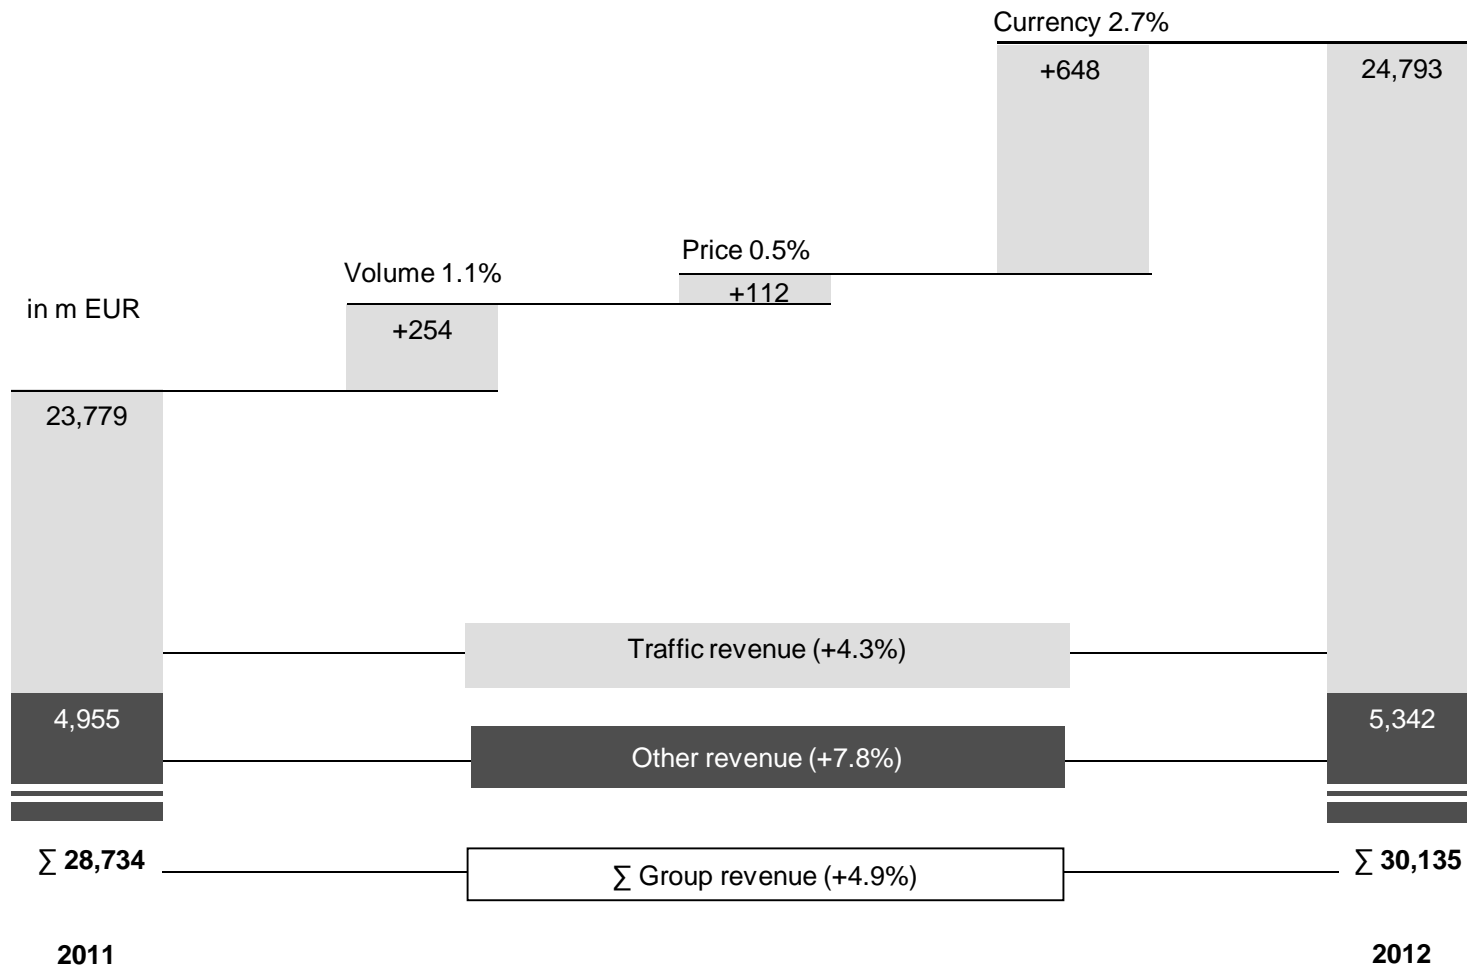 Currency 2.7%
+648
24,793
Price 0.5%
Volume 1.1%
+112
in m EUR
+254
23,779
Traffic revenue (+4.3%)
4,955
5,342
Other revenue (+7.8%)
∑ 28,734
∑ Group revenue (+4.9%)
∑ 30,135
2011
2012